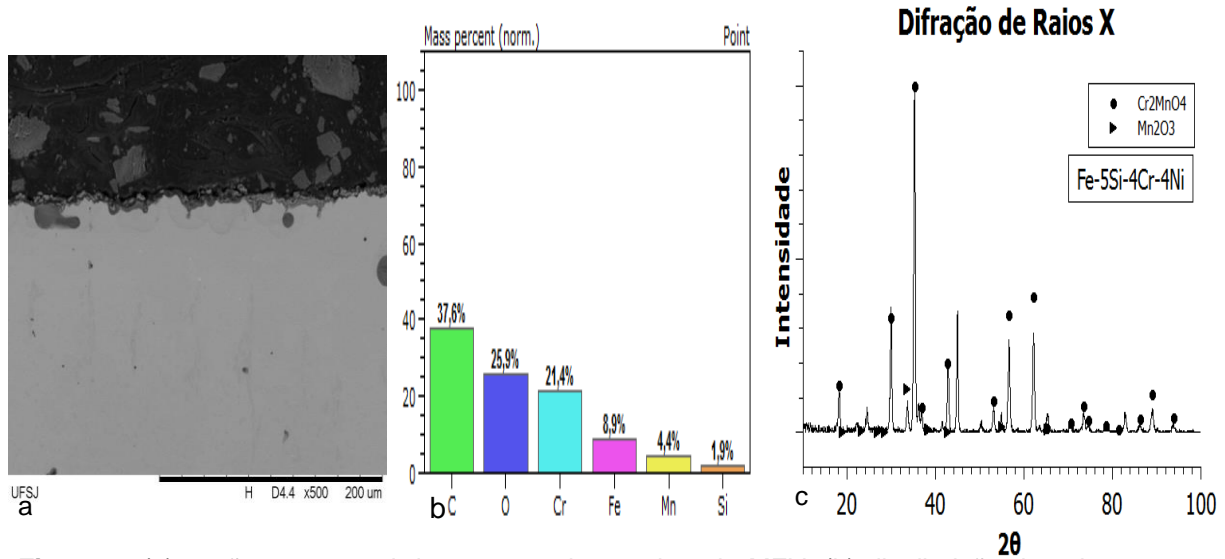 UFSJ
H D4.4 x500 200 um
a
Mass percent (norm.) Point
100
80
60
40
20
0
37,6%
25,9%
21,4%
8,9%
4,4%
1,9%
C O Cr Fe Mn Si
b
Difração de Raios X
Cr2MnO4
Mn2O3
Fe-5Si-4Cr-4Ni
Intensidade
c
20 40 60 80 100
2θ